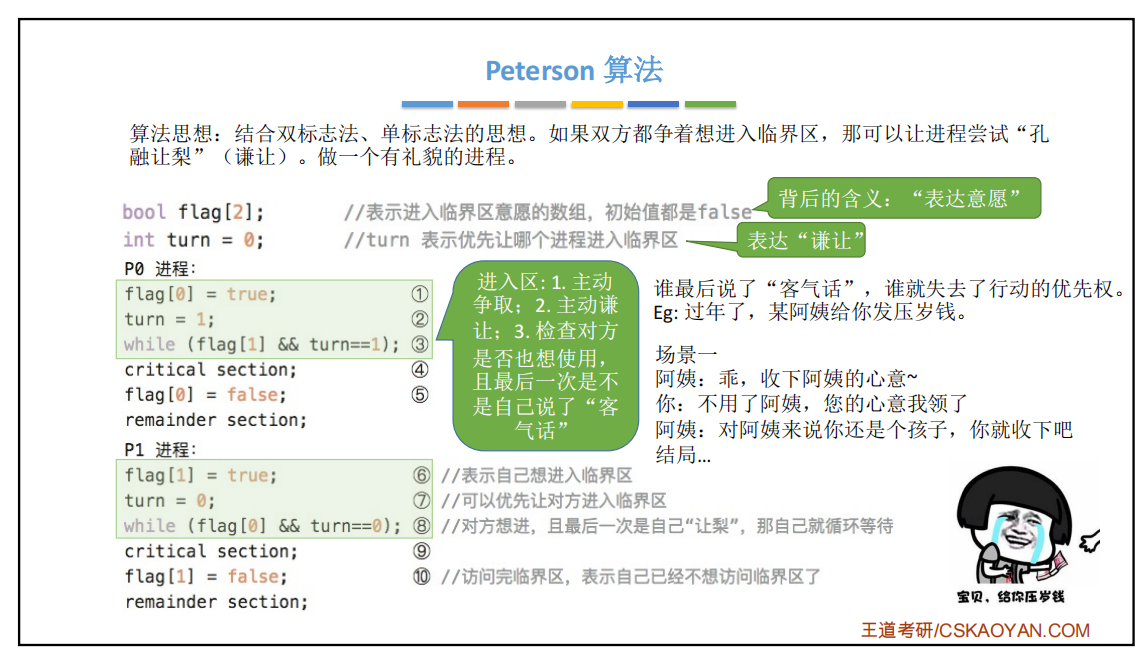 Peterson 算法
算法思想：结合双标志法、单标志法的思想。如果双方都争着想进入临界区，那可以让进程尝试“孔
融让梨”（谦让）。做一个有礼貌的进程。
bool flag[2]; //表示进入临界区意愿的数组，初始值都是false
背后的含义：“表达意愿”
int turn = 0; //turn 表示优先让哪个进程进入临界区
表达“谦让”
P0 进程：
flag[0] = true; ①
turn = 1; ②
while (flag[1] && turn==1); ③
critical section; ④
flag[0] = false; ⑤
remainder section;
进入区: 1. 主动
争取；2. 主动谦
让；3. 检查对方
是否也想使用，
且最后一次是不
是自己说了“客
气话”
谁最后说了“客气话”，谁就失去了行动的优先权。
Eg: 过年了，某阿姨给你发压岁钱。
场景一
阿姨：乖，收下阿姨的心意~
你：不用了阿姨，您的心意我领了
阿姨：对阿姨来说你还是个孩子，你就收下吧
结局…
P1 进程：
flag[1] = true; ⑥ //表示自己想进入临界区
turn = 0; ⑦ //可以优先让对方进入临界区
while (flag[0] && turn==0); ⑧ //对方想进，且最后一次是自己“让梨”，那自己就循环等待
critical section; ⑨
flag[1] = false; ⑩ //访问完临界区，表示自己已经不想访问临界区了
remainder section;
宝贝，给你压岁钱
王道考研/CSKAOYAN.COM